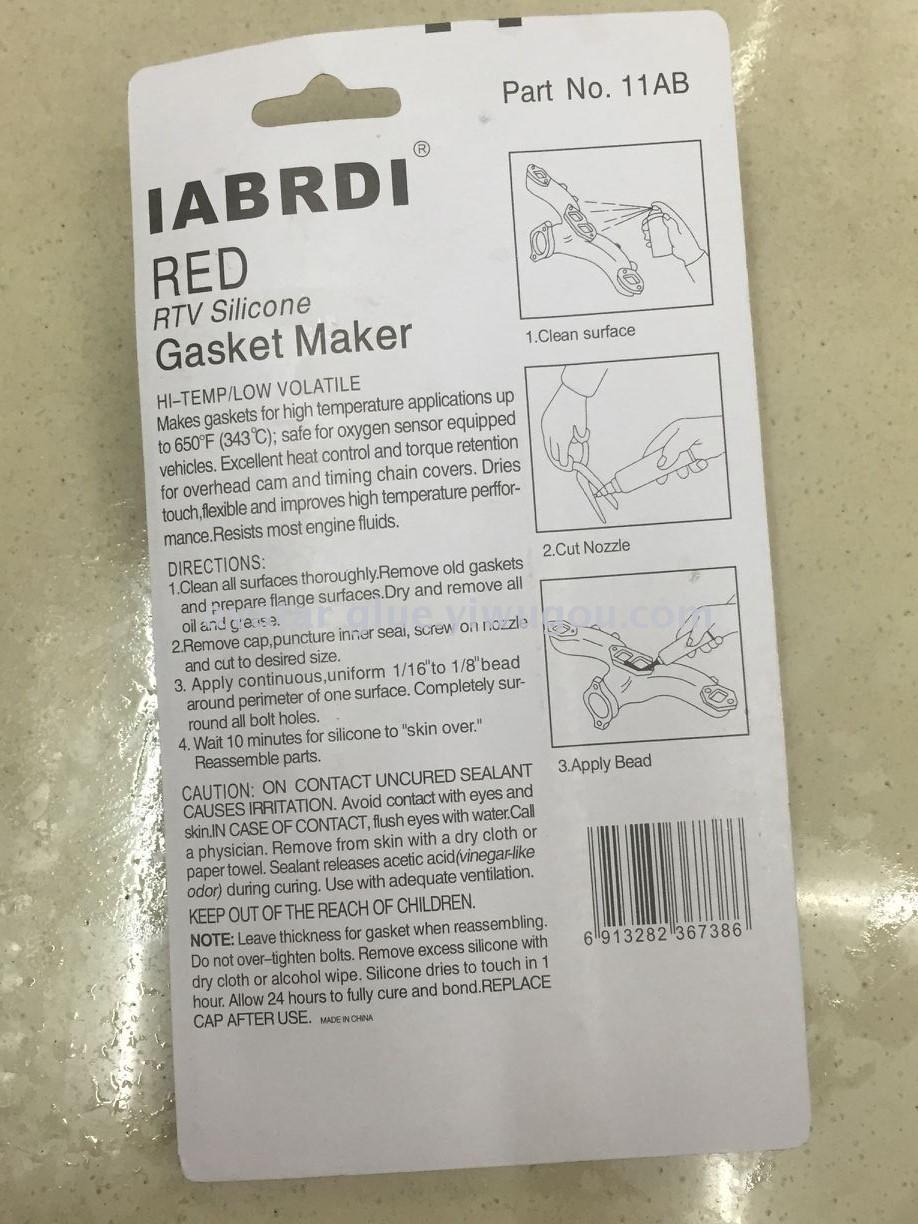 Part No. 11AB
IABRDI®
RED
RTV Silicone
Gasket Maker
HI-TEMP/LOW VOLATILE
Makes gaskets for high temperature applications up
to 650°F (343℃); safe for oxygen sensor equipped
vehicles. Excellent heat control and torque retention
for overhead cam and timing chain covers. Dries
touch,flexible and improves high temperature perffor-
mance.Resists most engine fluids.
DIRECTIONS:
1.Clean all surfaces thoroughly.Remove old gaskets
and prepare flange surfaces.Dry and remove all
oil and grease.
2.Remove cap,puncture inner seal, screw on nozzle
and cut to desired size.
3. Apply continuous,uniform 1/16"to 1/8"bead
around perimeter of one surface. Completely sur-
round all bolt holes.
4. Wait 10 minutes for silicone to "skin over."
Reassemble parts.
CAUTION: ON CONTACT UNCURED SEALANT
CAUSES IRRITATION. Avoid contact with eyes and
skin.IN CASE OF CONTACT, flush eyes with water.Call
a physician. Remove from skin with a dry cloth or
paper towel. Sealant releases acetic acid(vinegar-like
odor) during curing. Use with adequate ventilation.
KEEP OUT OF THE REACH OF CHILDREN.
NOTE: Leave thickness for gasket when reassembling.
Do not over-tighten bolts. Remove excess silicone with
dry cloth or alcohol wipe. Silicone dries to touch in 1
hour. Allow 24 hours to fully cure and bond.REPLACE
CAP AFTER USE. MADE IN CHINA
1.Clean surface
2.Cut Nozzle
3.Apply Bead
6 913282 367386
glue.yiwugou.com